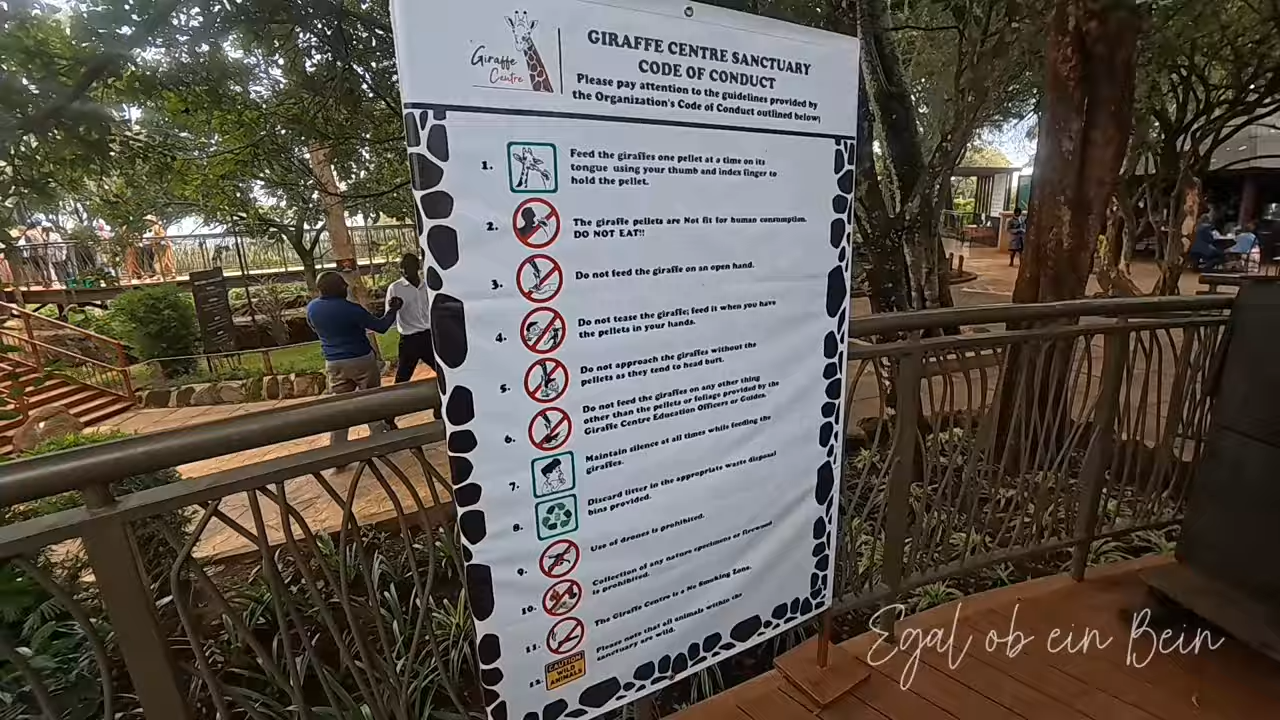 Giraffe
Centre
GIRAFFE CENTRE SANCTUARY
CODE OF CONDUCT
Please pay attention to the guidelines provided by
the Organization's Code of Conduct outlined below;
1. Feed the giraffes one pellet at a time on its
tongue using your thumb and index finger to
hold the pellet.
2. The giraffe pellets are Not fit for human consumption.
DO NOT EAT!!
3. Do not feed the giraffe on an open hand.
4. Do not tease the giraffe; feed it when you have
the pellets in your hands.
5. Do not approach the giraffes without the
pellets as they tend to head butt.
6. Do not feed the giraffes on any other thing
other than the pellets or foliage provided by the
Giraffe Centre Education Officers or Guides.
7. Maintain silence at all times while feeding the
giraffes.
8. Discard litter in the appropriate waste disposal
bins provided.
9. Use of drones is prohibited.
10. Collection of any nature specimens or firewood
is prohibited.
11. The Giraffe Centre is a No Smoking Zone.
12. Please note that all animals within the
sanctuary are wild.
CAUTION
WILD
ANIMALS
Egal ob ein Bein